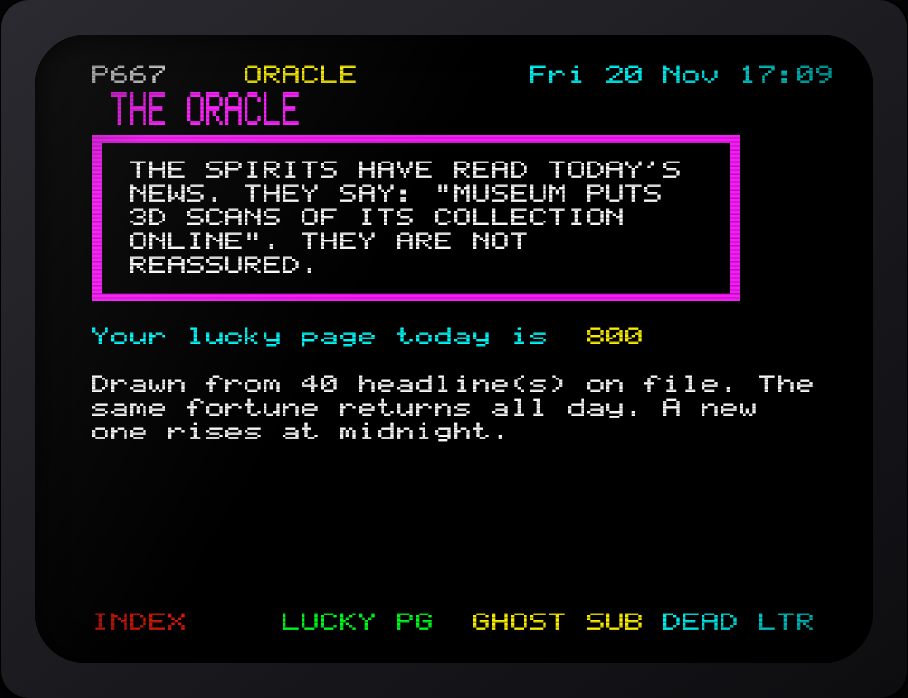 P667 ORACLE Fri 20 Nov 17:09
THE ORACLE
THE SPIRITS HAVE READ TODAY'S
NEWS. THEY SAY: "MUSEUM PUTS
3D SCANS OF ITS COLLECTION
ONLINE". THEY ARE NOT
REASSURED.
Your lucky page today is 800
Drawn from 40 headline(s) on file. The
same fortune returns all day. A new
one rises at midnight.
INDEX LUCKY PG GHOST SUB DEAD LTR